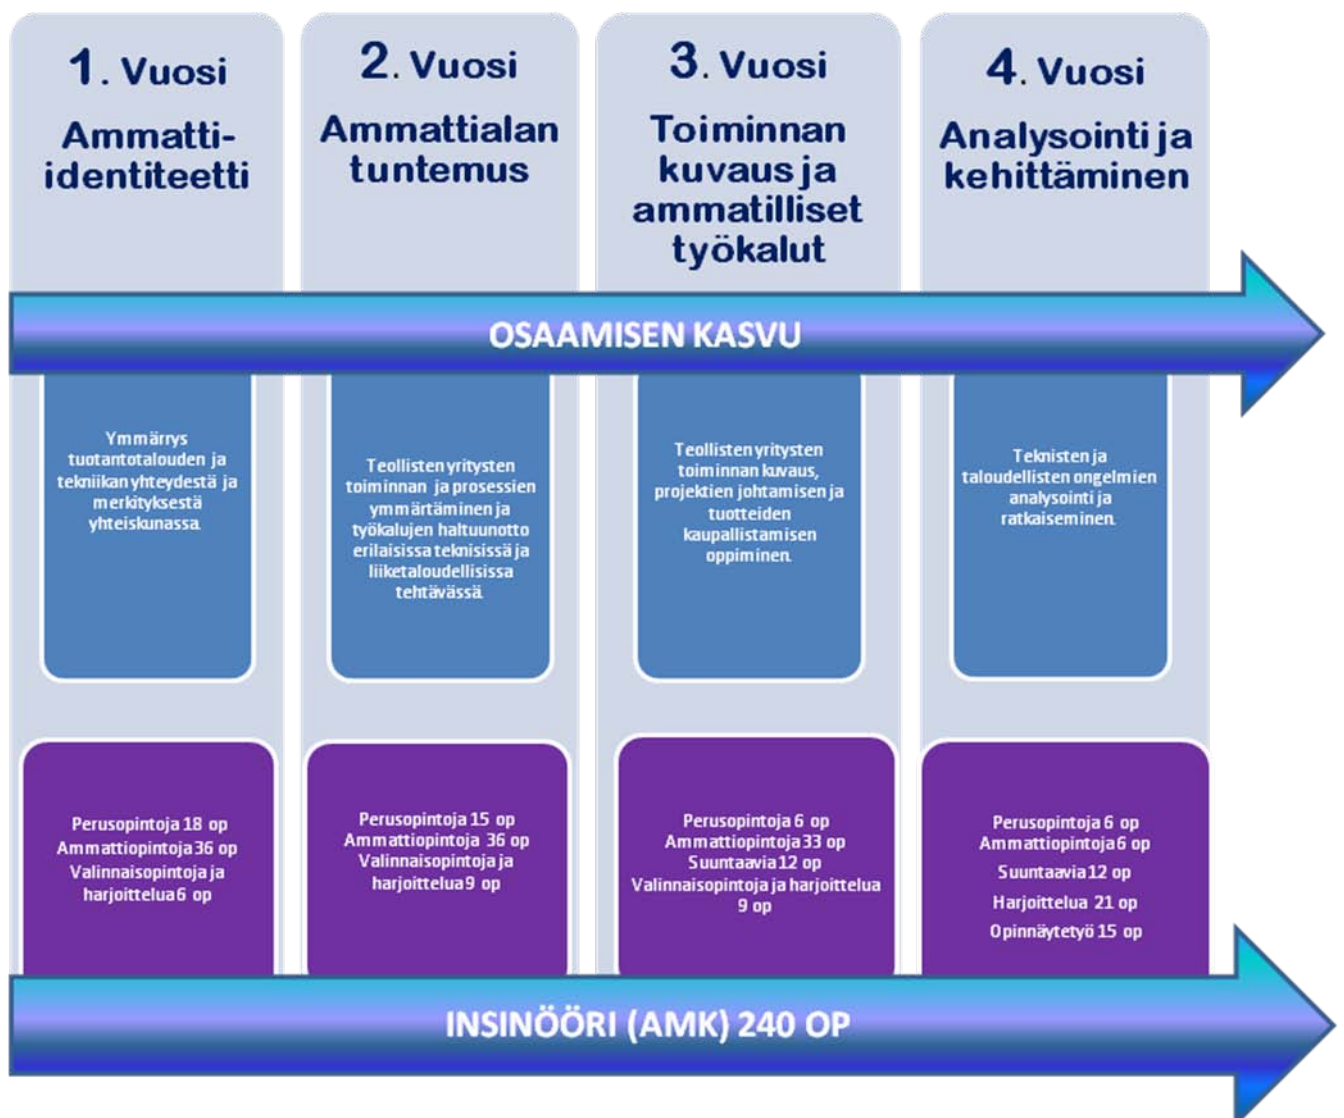 1. Vuosi
Ammatti-
identiteetti
2. Vuosi
Ammattialan
tuntemus
3. Vuosi
Toiminnan
kuvaus ja
ammatilliset
työkalut
4. Vuosi
Analysointi ja
kehittäminen
OSAAMISEN KASVU
Ymmärrys
tuotantotalouden ja
tekniikan yhteydestä ja
merkityksestä
yhteiskunassa.
Teollisten yritysten
toiminnan ja prosessien
ymmärtäminen ja
työkalujen haltuunotto
erilaisissa teknisissä ja
liiketaloudellisissa
tehtävässä.
Teollisten yritysten
toiminnan kuvaus,
projektien johtamisen ja
tuotteiden
kaupallistamisen
oppiminen.
Teknisten ja
taloudellisten ongelmien
analysointi ja
ratkaiseminen.
Perusopintoja 18 op
Ammattiopintoja 36 op
Valinnaisopintoja ja
harjoittelua 6 op
Perusopintoja 15 op
Ammattiopintoja 36 op
Valinnaisopintoja ja
harjoittelua 9 op
Perusopintoja 6 op
Ammattiopintoja 33 op
Suuntaavia 12 op
Valinnaisopintoja ja harjoittelua
9 op
Perusopintoja 6 op
Ammattiopintoja 6 op
Suuntaavia 12 op
Harjoittelua 21 op
Opinnäytetyö 15 op
INSINÖÖRI (AMK) 240 OP